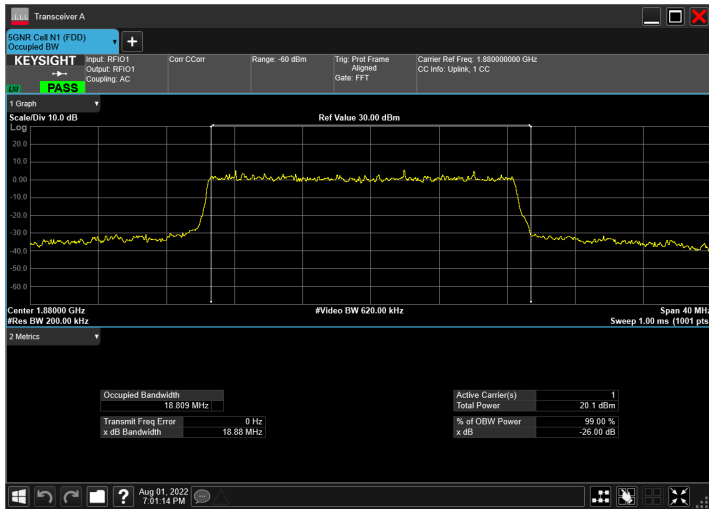 Transceiver A
5GNR Cell N1 (FDD)
Occupied BW
KEYSIGHT
Input: RFIO1
Output: RFIO1
Coupling: AC
Corr CCorr
Range: -60 dBm
Trig: Prot Frame
Aligned
Gate: FFT
Carrier Ref Freq: 1.880000000 GHz
CC Info: Uplink, 1 CC
LXI
PASS
1 Graph
Scale/Div 10.0 dB
Ref Value 30.00 dBm
Log
20.0
10.0
0.00
-10.0
-20.0
-30.0
-40.0
-50.0
-60.0
Center 1.88000 GHz
#Video BW 620.00 kHz
Span 40 MHz
#Res BW 200.00 kHz
Sweep 1.00 ms (1001 pts
2 Metrics
Occupied Bandwidth
18.809 MHz
Active Carrier(s) 1
Total Power 20.1 dBm
Transmit Freq Error 0 Hz
x dB Bandwidth 18.88 MHz
% of OBW Power 99.00 %
x dB -26.00 dB
Aug 01, 2022
7:01:14 PM